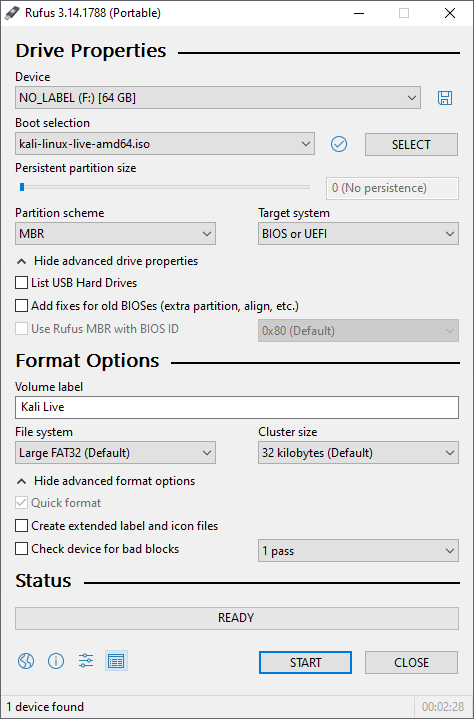 Rufus 3.14.1788 (Portable)
Drive Properties
Device
NO_LABEL (F:) [64 GB]
Boot selection
kali-linux-live-amd64.iso
SELECT
Persistent partition size
0 (No persistence)
Partition scheme
Target system
MBR
BIOS or UEFI
Hide advanced drive properties
List USB Hard Drives
Add fixes for old BIOSes (extra partition, align, etc.)
Use Rufus MBR with BIOS ID
0x80 (Default)
Format Options
Volume label
Kali Live
File system
Cluster size
Large FAT32 (Default)
32 kilobytes (Default)
Hide advanced format options
Quick format
Create extended label and icon files
Check device for bad blocks
1 pass
Status
READY
START
CLOSE
1 device found
00:02:28